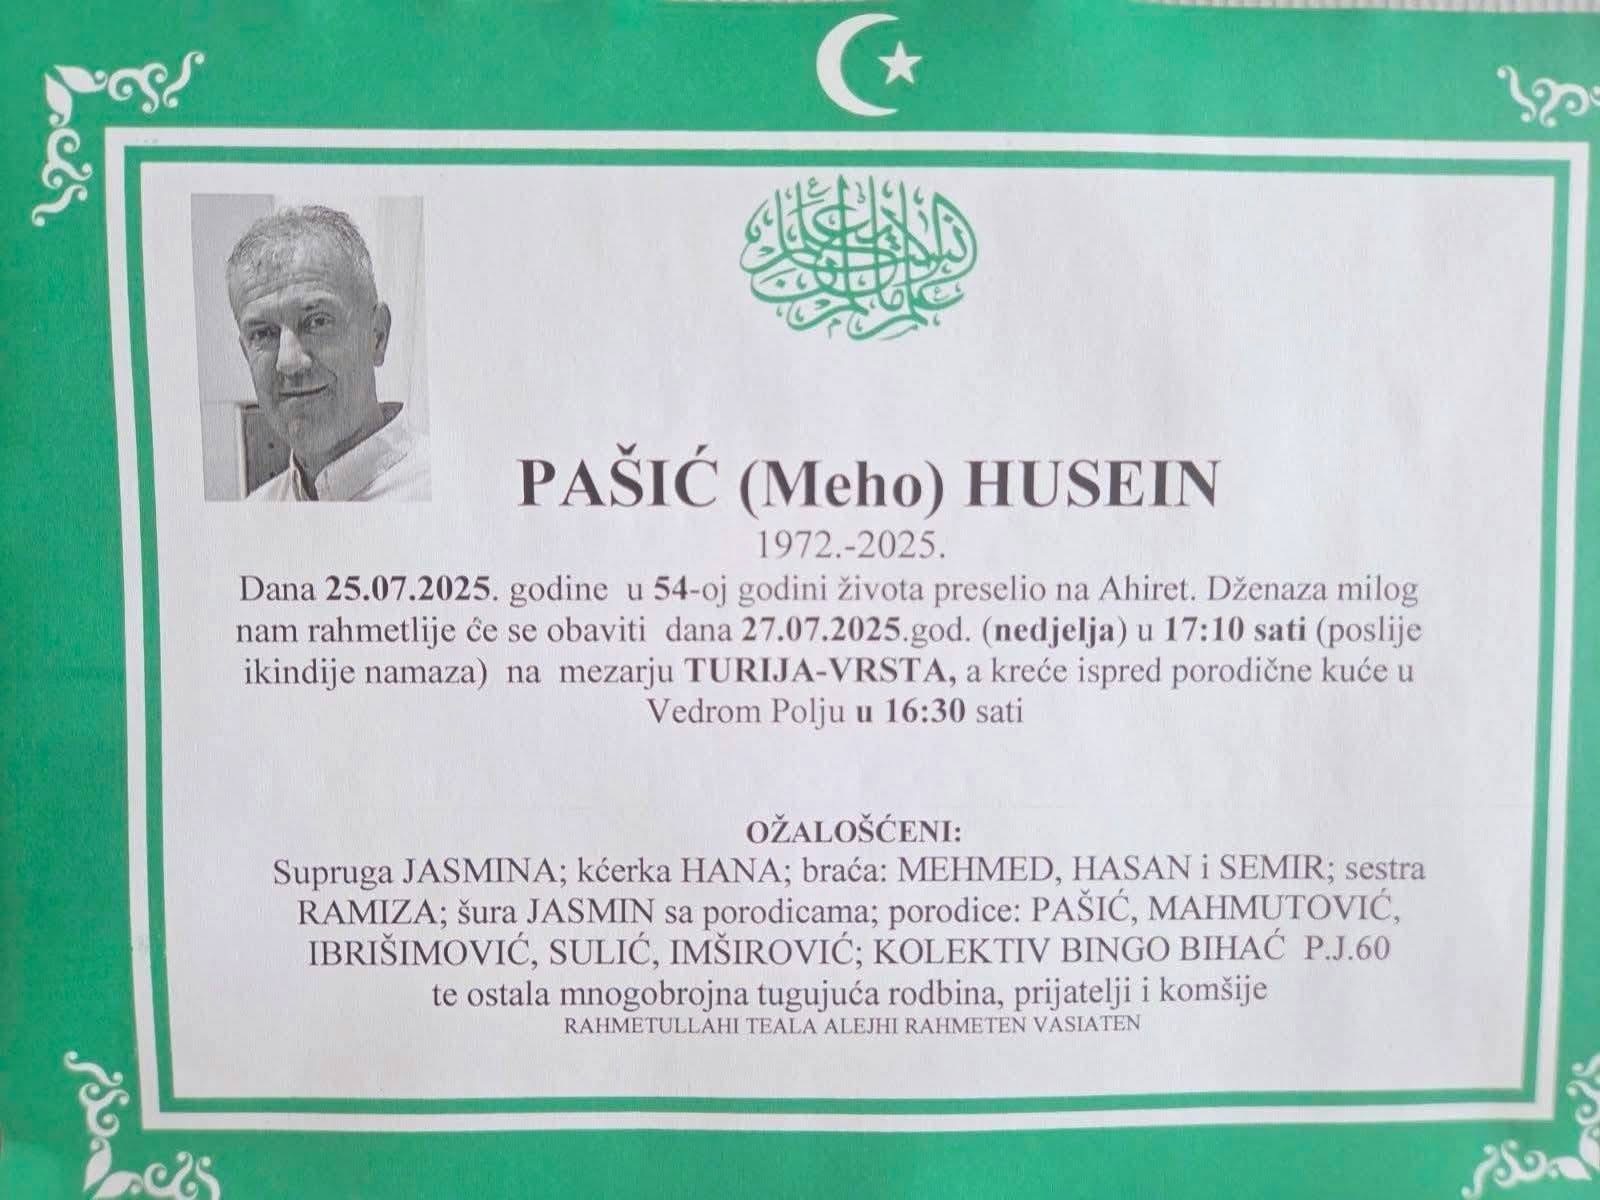 PAŠIĆ (Meho) HUSEIN
1972.-2025.
Dana 25.07.2025. godine u 54-oj godini života preselio na Ahiret. Dženaza milog
nam rahmetlije će se obaviti dana 27.07.2025.god. (nedjelja) u 17:10 sati (poslije
ikindije namaza) na mezarju TURIJA-VRSTA, a kreće ispred porodične kuće u
Vedrom Polju u 16:30 sati
OŽALOŠĆENI:
Supruga JASMINA; kćerka HANA; braća: MEHMED, HASAN i SEMIR; sestra
RAMIZA; šura JASMIN sa porodicama; porodice: PAŠIĆ, MAHMUTOVIĆ,
IBRIŠIMOVIĆ, SULIĆ, IMŠIROVIĆ; KOLEKTIV BINGO BIHAĆ P.J.60
te ostala mnogobrojna tugujuća rodbina, prijatelji i komšije
RAHMETULLAHI TEALA ALEJHI RAHMETEN VASIATEN